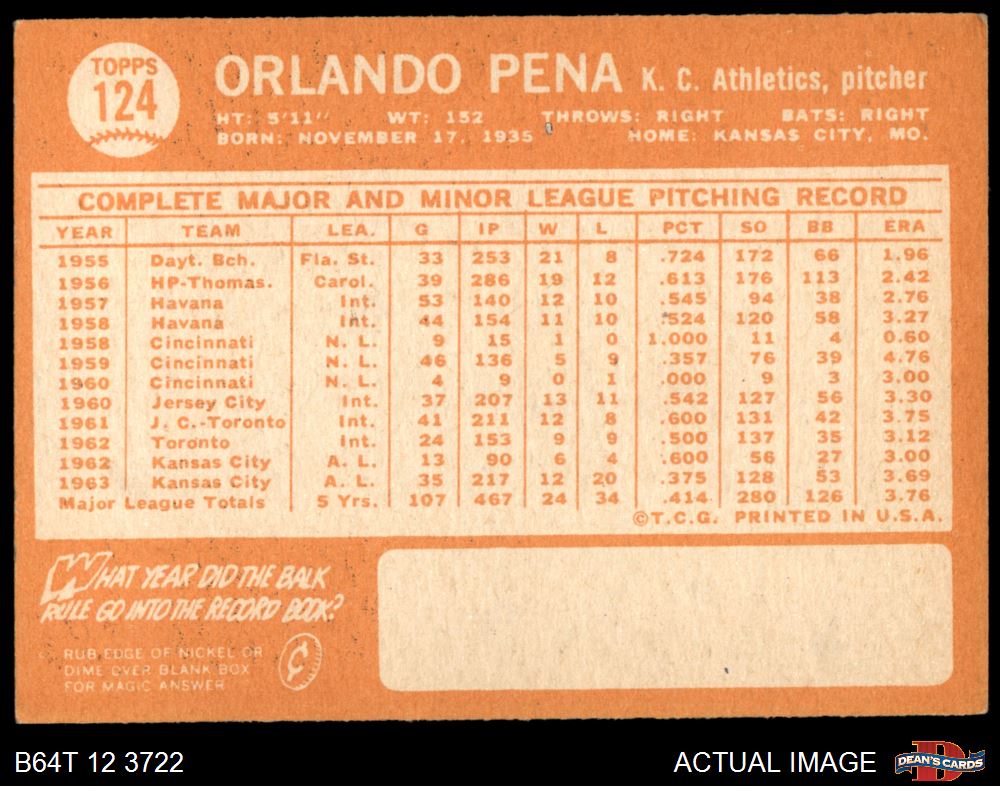 TOPPS
124
ORLANDO PENA K. C. Athletics, pitcher
HT: 5'11" WT: 152 THROWS: RIGHT BATS: RIGHT
BORN: NOVEMBER 17, 1935 HOME: KANSAS CITY, MO.
COMPLETE MAJOR AND MINOR LEAGUE PITCHING RECORD
YEAR TEAM LEA. G IP W L PCT SO BB ERA
1955 Dayt. Bch. Fla. St. 33 253 21 8 .724 172 66 1.96
1956 HP-Thomas. Carol. 39 286 19 12 .613 176 113 2.42
1957 Havana Int. 53 140 12 10 .545 94 38 2.76
1958 Havana Int. 44 154 11 10 .524 120 58 3.27
1958 Cincinnati N. L. 9 15 1 0 1.000 11 4 0.60
1959 Cincinnati N. L. 46 136 5 9 .357 76 39 4.76
1960 Cincinnati N. L. 4 9 0 1 .000 9 3 3.00
1960 Jersey City Int. 37 207 13 11 .542 127 56 3.30
1961 J. C.-Toronto Int. 41 211 12 8 .600 131 42 3.75
1962 Toronto Int. 24 153 9 9 .500 137 35 3.12
1962 Kansas City A. L. 13 90 6 4 .600 56 27 3.00
1963 Kansas City A. L. 35 217 12 20 .375 128 53 3.69
Major League Totals 5 Yrs. 107 467 24 34 .414 280 126 3.76
©T.C.G. PRINTED IN U.S.A.
WHAT YEAR DID THE BALK
RULE GO INTO THE RECORD BOOK?
RUB EDGE OF NICKEL OR
DIME OVER BLANK BOX
FOR MAGIC ANSWER
¢
B64T 12 3722 ACTUAL IMAGE DEAN'S CARDS